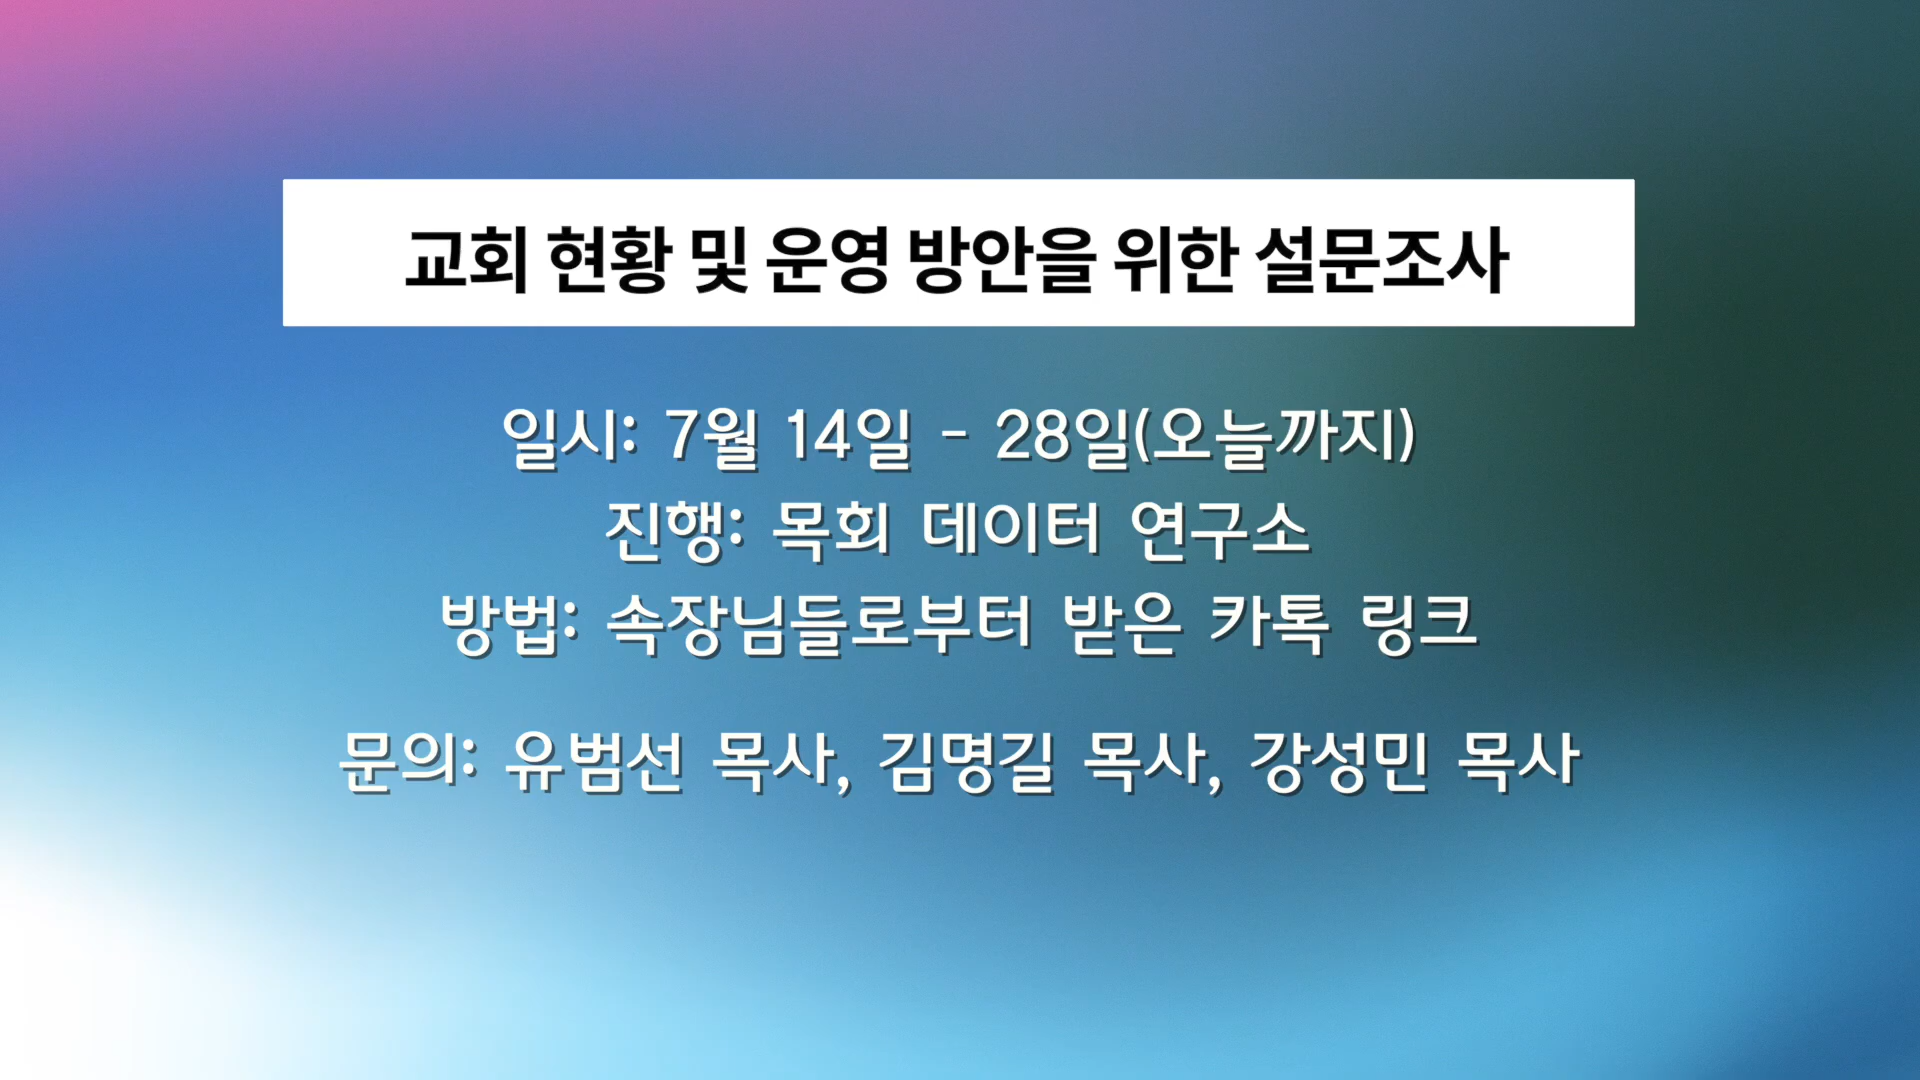 교회 현황 및 운영 방안을 위한 설문조사
일시: 7월 14일 - 28일(오늘까지)
진행: 목회 데이터 연구소
방법: 속장님들로부터 받은 카톡 링크
문의: 유범선 목사, 김명길 목사, 강성민 목사